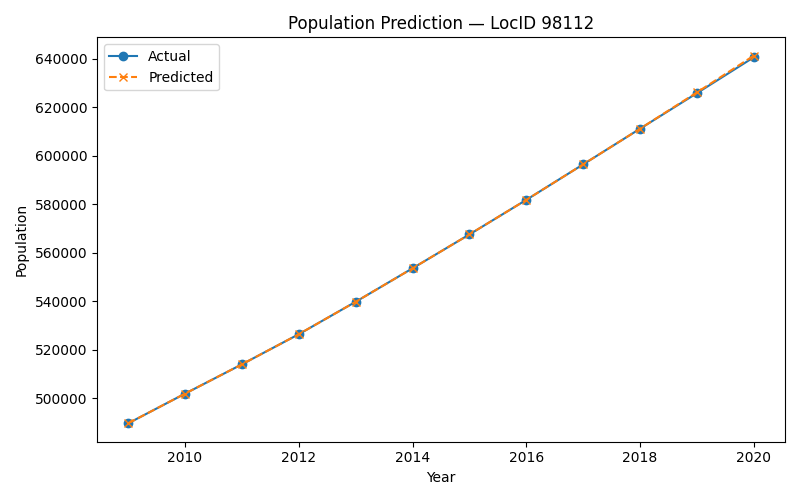 Population Prediction — LocID 98112
Actual
Predicted
640000
620000
600000
580000
560000
540000
520000
500000
Population
2010 2012 2014 2016 2018 2020
Year